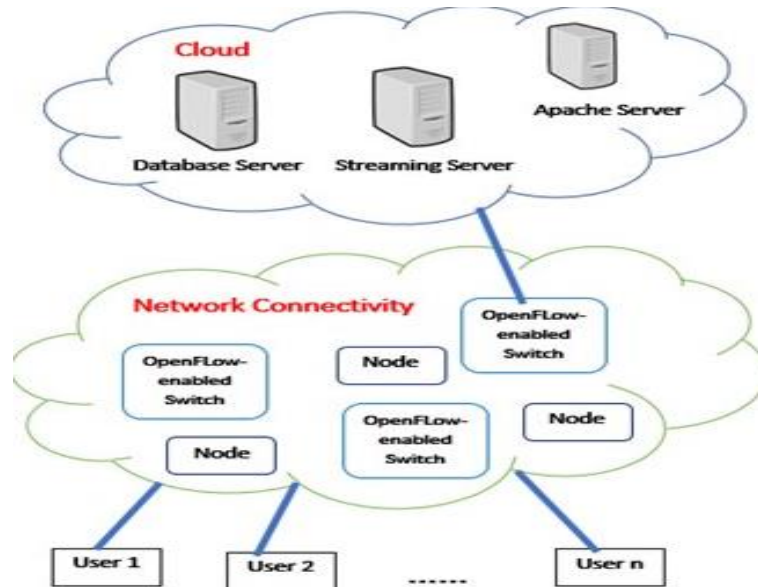 Cloud
Apache Server
Database Server
Streaming Server
Network Connectivity
OpenFLow-
enabled
Switch
Node
OpenFLow-
enabled
Switch
OpenFLow-
enabled
Switch
Node
Node
User 1
User 2
......
User n